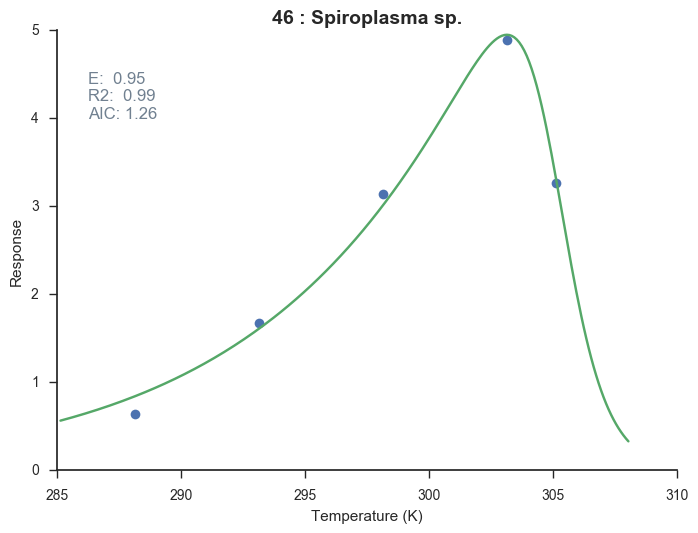 46 : Spiroplasma sp.
E: 0.95
R2: 0.99
AIC: 1.26
Response
5
4
3
2
1
0
285 290 295 300 305 310
Temperature (K)